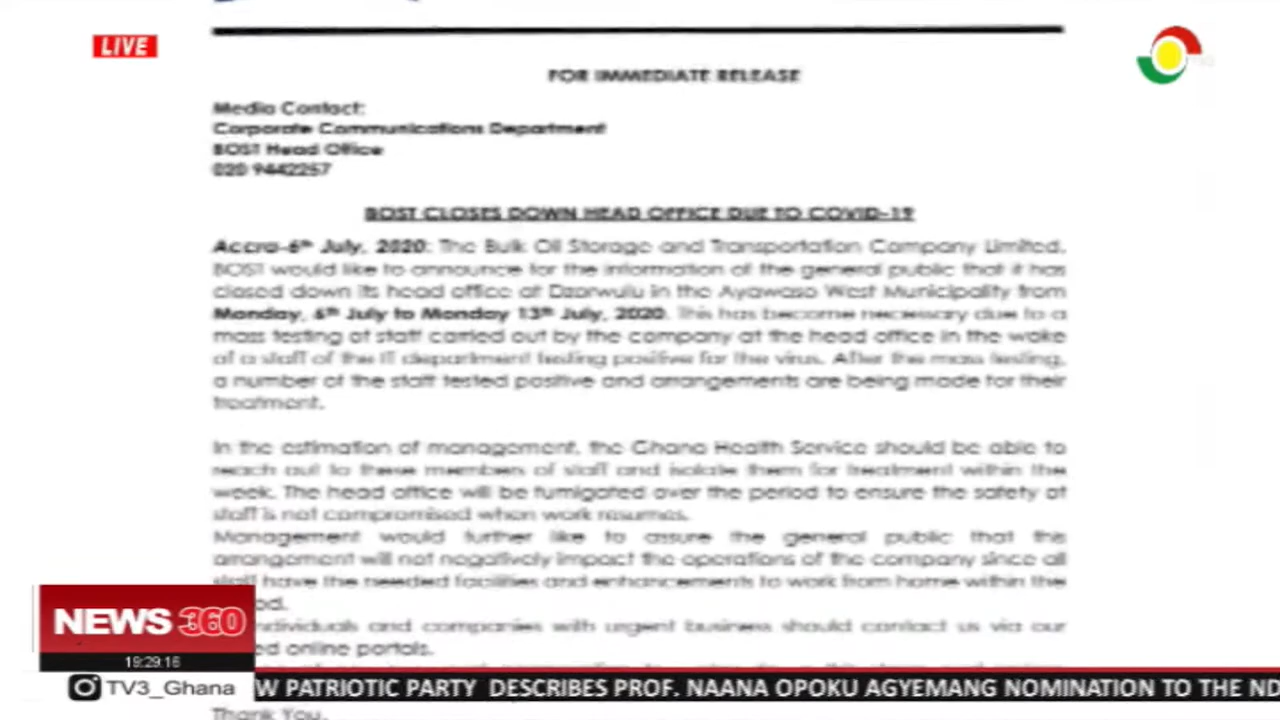 LIVE
FOR IMMEDIATE RELEASE
Media Contact:
Corporate Communications Department
BOST Head Office
020 9442257
BOST CLOSES DOWN HEAD OFFICE DUE TO COVID-19
Accra-6th July, 2020: The Bulk Oil Storage and Transportation Company Limited,
BOST would like to announce for the information of the general public that it has
closed down its head office at Dzorwulu in the Ayawaso West Municipality from
Monday, 6th July to Monday 13th July, 2020. This has become necessary due to a
mass testing of staff carried out by the company at the head office in the wake
of a staff of the IT department testing positive for the virus. After the mass testing,
a number of the staff tested positive and arrangements are being made for their
treatment.
In the estimation of management, the Ghana Health Service should be able to
reach out to these members of staff and isolate them for treatment within the
week. The head office will be fumigated over the period to ensure the safety of
staff is not compromised when work resumes.
Management would further like to assure the general public that this
arrangement will not negatively impact the operations of the company since all
staff have the needed facilities and enhancements to work from home within the
od.
ndividuals and companies with urgent business should contact us via our
ed online portals.
NEWS 360
19:29:16
TV3_Ghana
W PATRIOTIC PARTY DESCRIBES PROF. NAANA OPOKU AGYEMANG NOMINATION TO THE ND
Thank You.